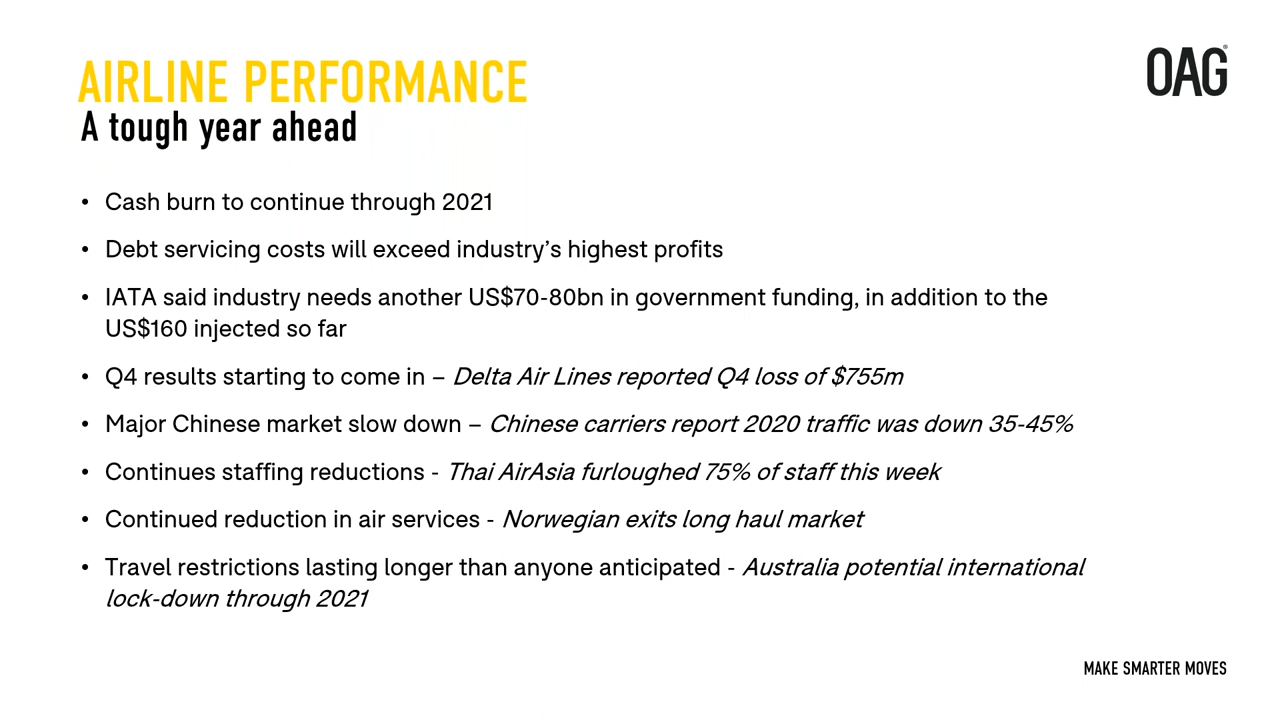 AIRLINE PERFORMANCE
OAG®
A tough year ahead
• Cash burn to continue through 2021
• Debt servicing costs will exceed industry’s highest profits
• IATA said industry needs another US$70-80bn in government funding, in addition to the
US$160 injected so far
• Q4 results starting to come in – Delta Air Lines reported Q4 loss of $755m
• Major Chinese market slow down – Chinese carriers report 2020 traffic was down 35-45%
• Continues staffing reductions - Thai AirAsia furloughed 75% of staff this week
• Continued reduction in air services - Norwegian exits long haul market
• Travel restrictions lasting longer than anyone anticipated - Australia potential international
lock-down through 2021
MAKE SMARTER MOVES